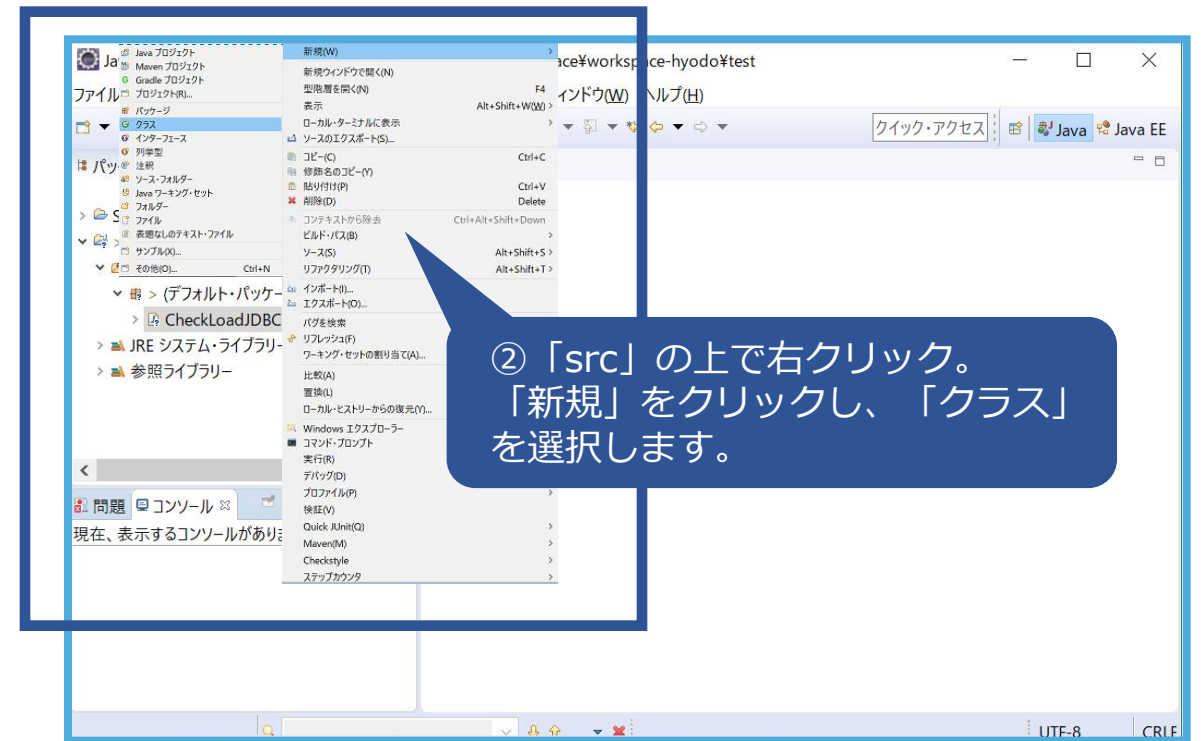 Ja
ace¥workspace-hyodo¥test
ファイル
インドウ(W) ヘルプ(H)
クイック・アクセス
Java
Java EE
パッ
Java プロジェクト
Maven プロジェクト
Gradle プロジェクト
プロジェクト(R)...
パッケージ
クラス
インターフェース
列挙型
注釈
ソース・フォルダー
Java ワーキング・セット
フォルダー
ファイル
表題なしのテキスト・ファイル
サンプル(X)...
その他(O)... Ctrl+N
新規(W)
新規ウィンドウで開く(N)
型階層を開く(N) F4
表示 Alt+Shift+W(W)
ローカル・ターミナルに表示
ソースのエクスポート(S)...
コピー(C) Ctrl+C
修飾名のコピー(Y)
貼り付け(P) Ctrl+V
削除(D) Delete
コンテキストから除去 Ctrl+Alt+Shift+Down
ビルド・パス(B)
ソース(S) Alt+Shift+S
リファクタリング(T) Alt+Shift+T
インポート(I)...
エクスポート(O)...
バグを検索
リフレッシュ(F)
ワーキング・セットの割り当て(A)...
比較(A)
置換(L)
ローカル・ヒストリーからの復元(Y)...
Windows エクスプローラー
コマンド・プロンプト
実行(R)
デバッグ(D)
プロファイル(P)
検証(V)
Quick JUnit(Q)
Maven(M)
Checkstyle
ステップカウンタ
S
>
> (デフォルト・パッケー
CheckLoadJDBC
JRE システム・ライブラリー
参照ライブラリー
②「src」の上で右クリック。
「新規」をクリックし、「クラス」
を選択します。
問題 コンソール
現在、表示するコンソールがありま
UTF-8
CRLF